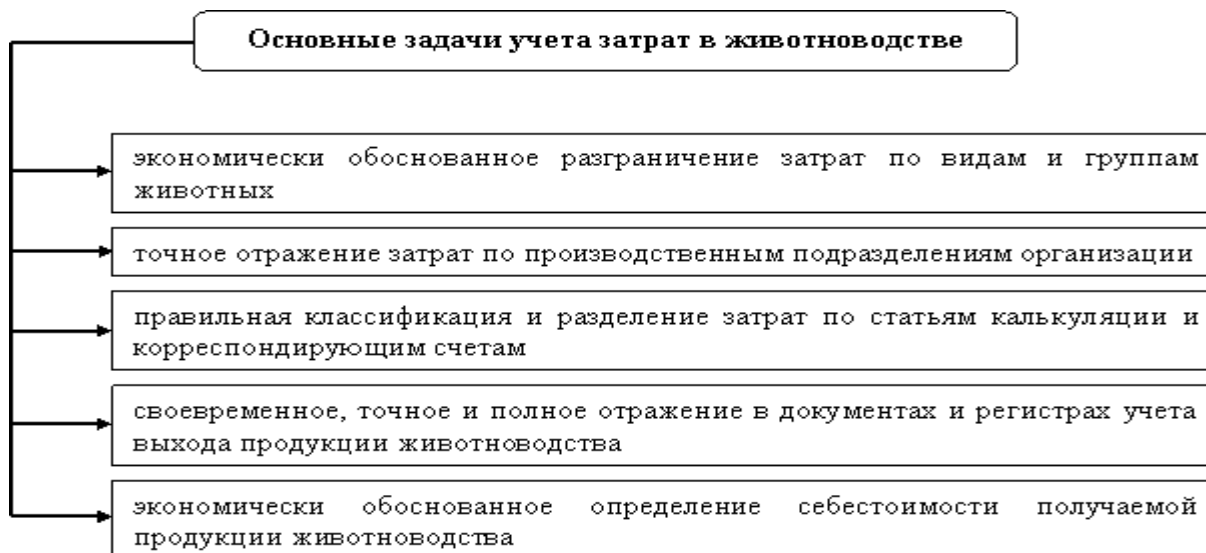 Основные задачи учета затрат в животноводстве
экономически обоснованное разграничение затрат по видам и группам
животных
точное отражение затрат по производственным подразделениям организации
правильная классификация и разделение затрат по статьям калькуляции и
корреспондирующим счетам
своевременное, точное и полное отражение в документах и регистрах учета
выхода продукции животноводства
экономически обоснованное определение себестоимости получаемой
продукции животноводства